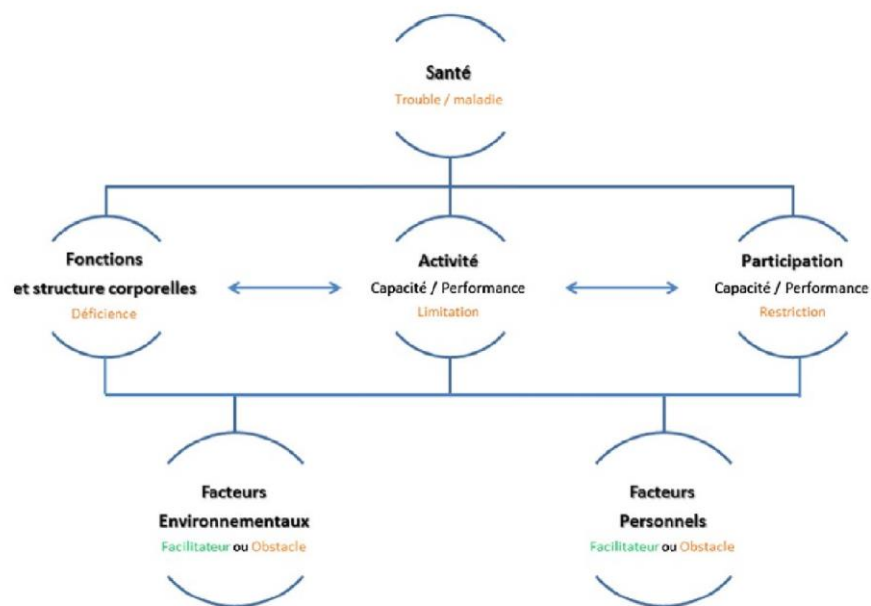 Santé
Trouble / maladie
Fonctions
et structure corporelles
Déficience
Activité
Capacité / Performance
Limitation
Participation
Capacité / Performance
Restriction
Facteurs
Environnementaux
Facilitateur ou Obstacle
Facteurs
Personnels
Facilitateur ou Obstacle